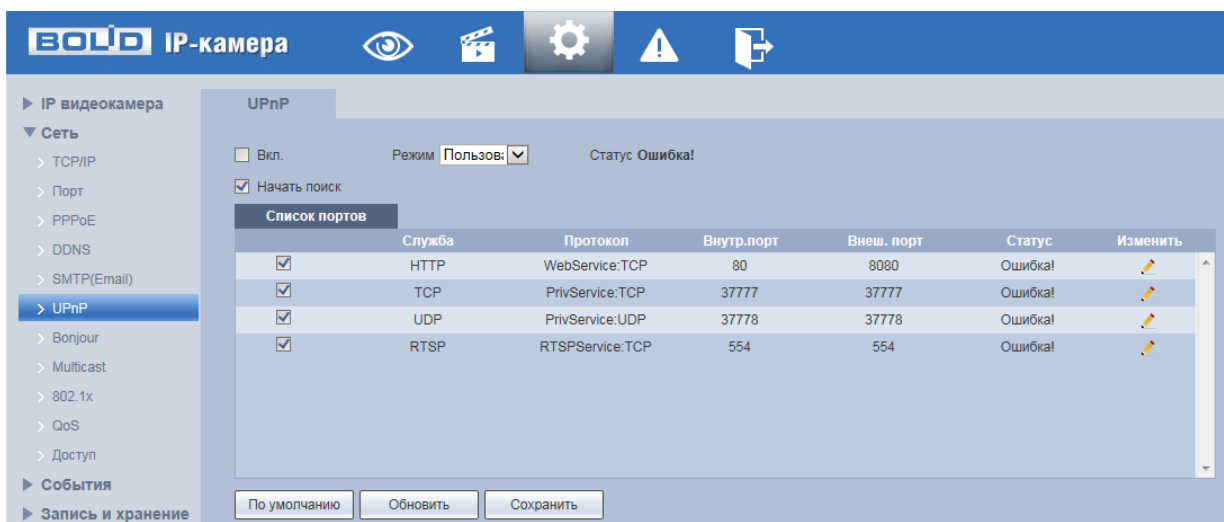 BOLID IP-камера
IP видеокамера
Сеть
TCP/IP
Порт
PPPoE
DDNS
SMTP(Email)
UPnP
Bonjour
Multicast
802.1x
QoS
Доступ
События
Запись и хранение
UPnP
Вкл. Режим Пользова Статус Ошибка!
Начать поиск
Список портов
Служба Протокол Внутр.порт Внеш. порт Статус Изменить
HTTP WebService:TCP 80 8080 Ошибка!
TCP PrivService:TCP 37777 37777 Ошибка!
UDP PrivService:UDP 37778 37778 Ошибка!
RTSP RTSPService:TCP 554 554 Ошибка!
По умолчанию Обновить Сохранить